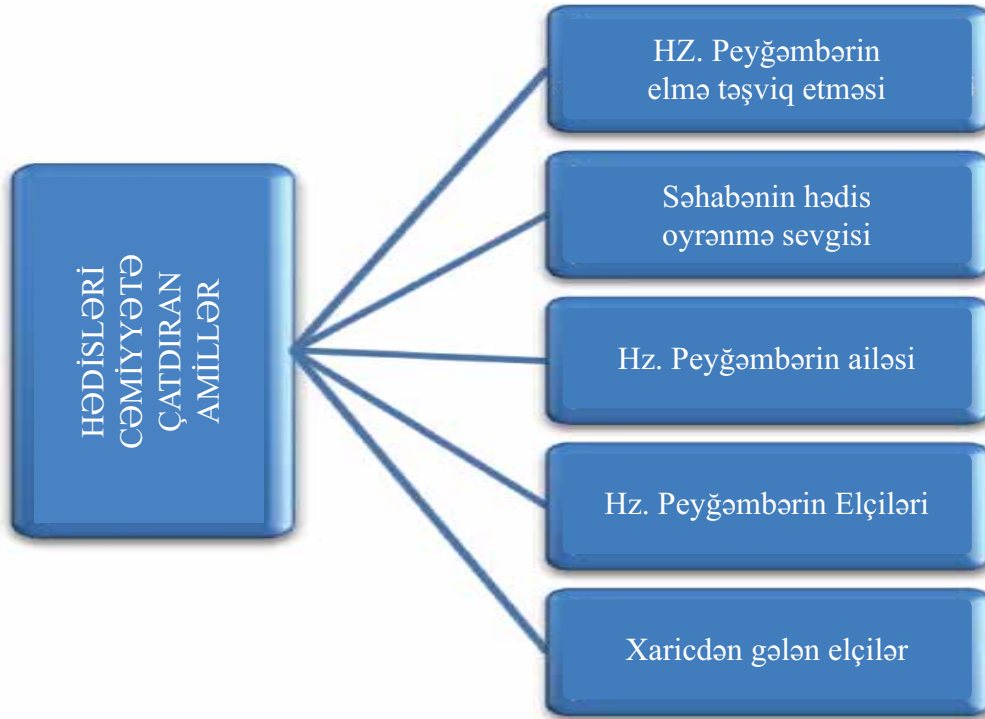 HƏDİSLƏRİ
CƏMİYYƏTƏ
ÇATDIRAN
AMİLLƏR
HZ. Peyğəmbərin
elmə təşviq etməsi
Səhabənin hədis
oyrənmə sevgisi
Hz. Peyğəmbərin ailəsi
Hz. Peyğəmbərin Elçiləri
Xaricdən gələn elçilər